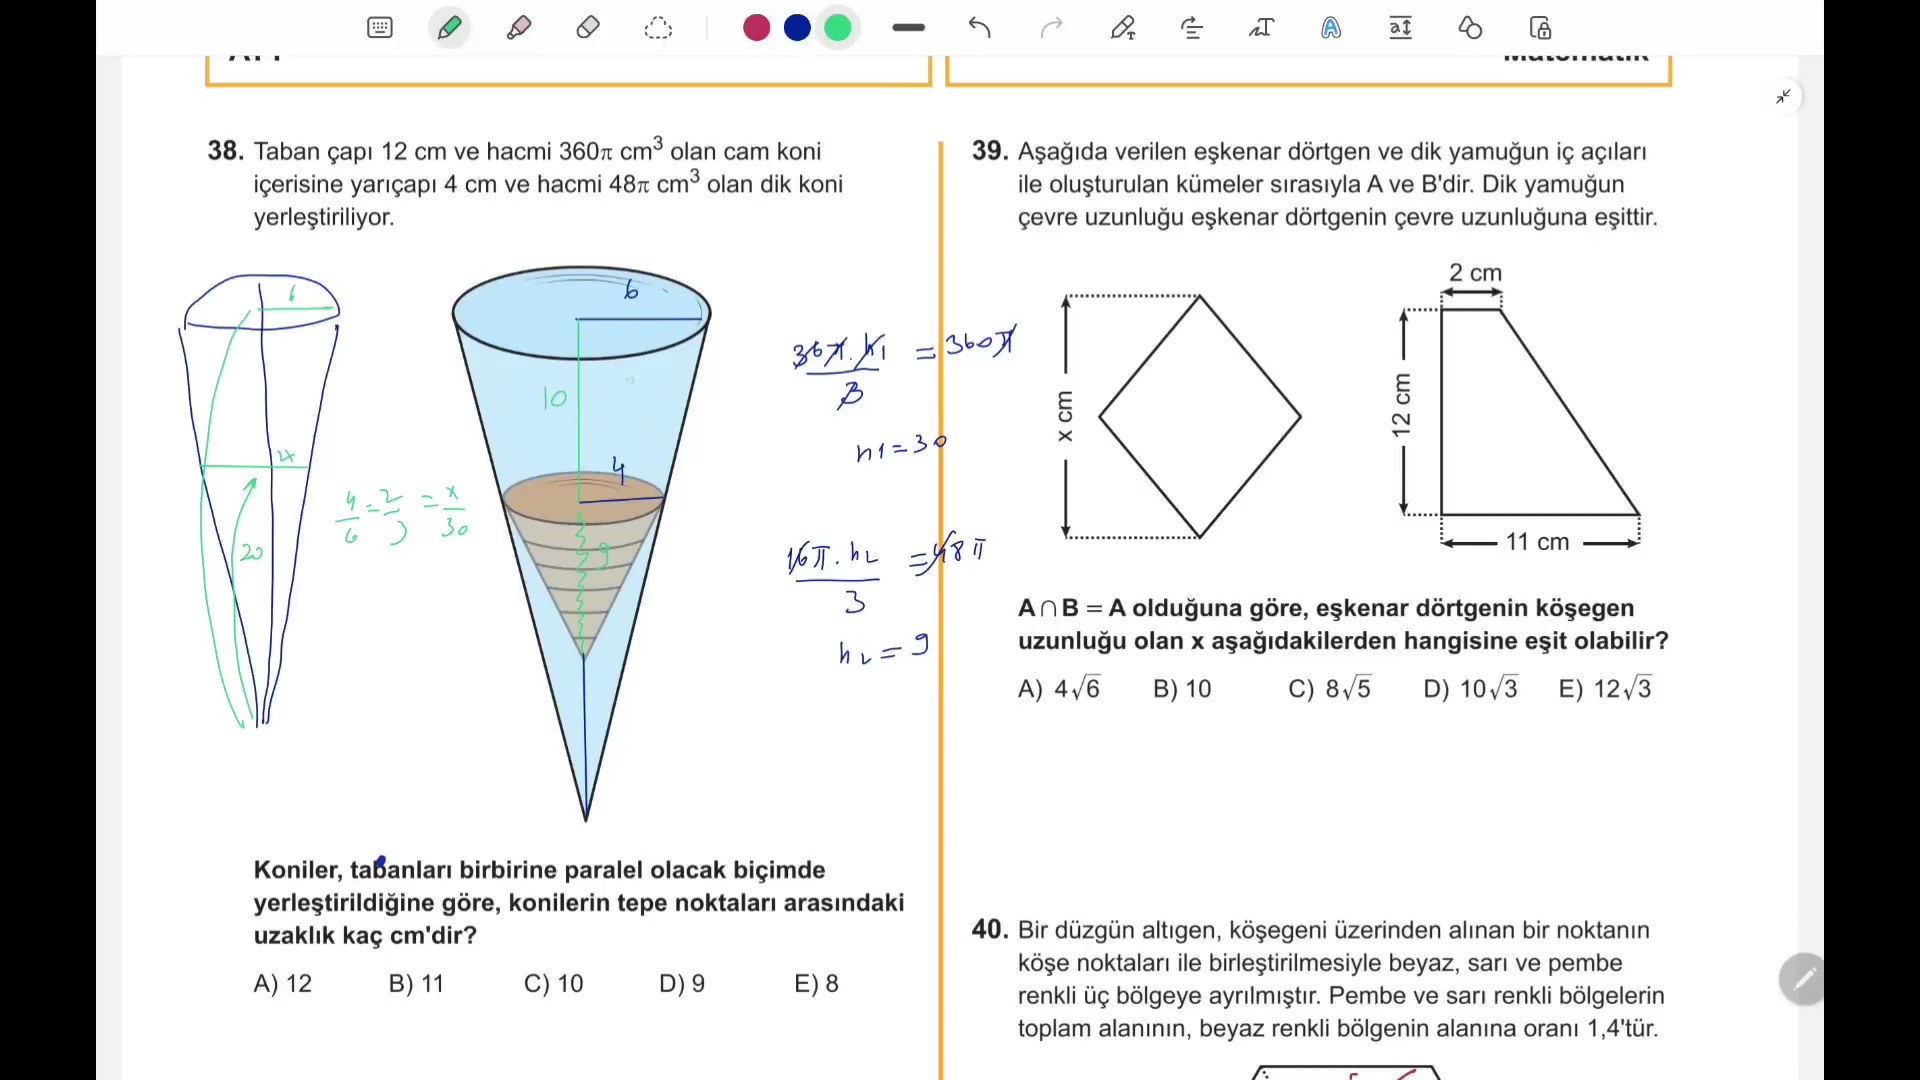 38. Taban çapı 12 cm ve hacmi 360π cm³ olan cam koni
içerisine yarıçapı 4 cm ve hacmi 48π cm³ olan dik koni
yerleştiriliyor.
6
4
20
4/6 = 2/3 = x/30
6
10
4
9
36π.h1/3 = 360π
h1=30
16π.h2/3 = 48π
h2=9
Koniler, tabanları birbirine paralel olacak biçimde
yerleştirildiğine göre, konilerin tepe noktaları arasındaki
uzaklık kaç cm'dir?
A) 12 B) 11 C) 10 D) 9 E) 8
Matematik
39. Aşağıda verilen eşkenar dörtgen ve dik yamuğun iç açıları
ile oluşturulan kümeler sırasıyla A ve B'dir. Dik yamuğun
çevre uzunluğu eşkenar dörtgenin çevre uzunluğuna eşittir.
x cm
2 cm
12 cm
11 cm
A∩B = A olduğuna göre, eşkenar dörtgenin köşegen
uzunluğu olan x aşağıdakilerden hangisine eşit olabilir?
A) 4√6 B) 10 C) 8√5 D) 10√3 E) 12√3
40. Bir düzgün altıgen, köşegeni üzerinden alınan bir noktanın
köşe noktaları ile birleştirilmesiyle beyaz, sarı ve pembe
renkli üç bölgeye ayrılmıştır. Pembe ve sarı renkli bölgelerin
toplam alanının, beyaz renkli bölgenin alanına oranı 1,4'tür.